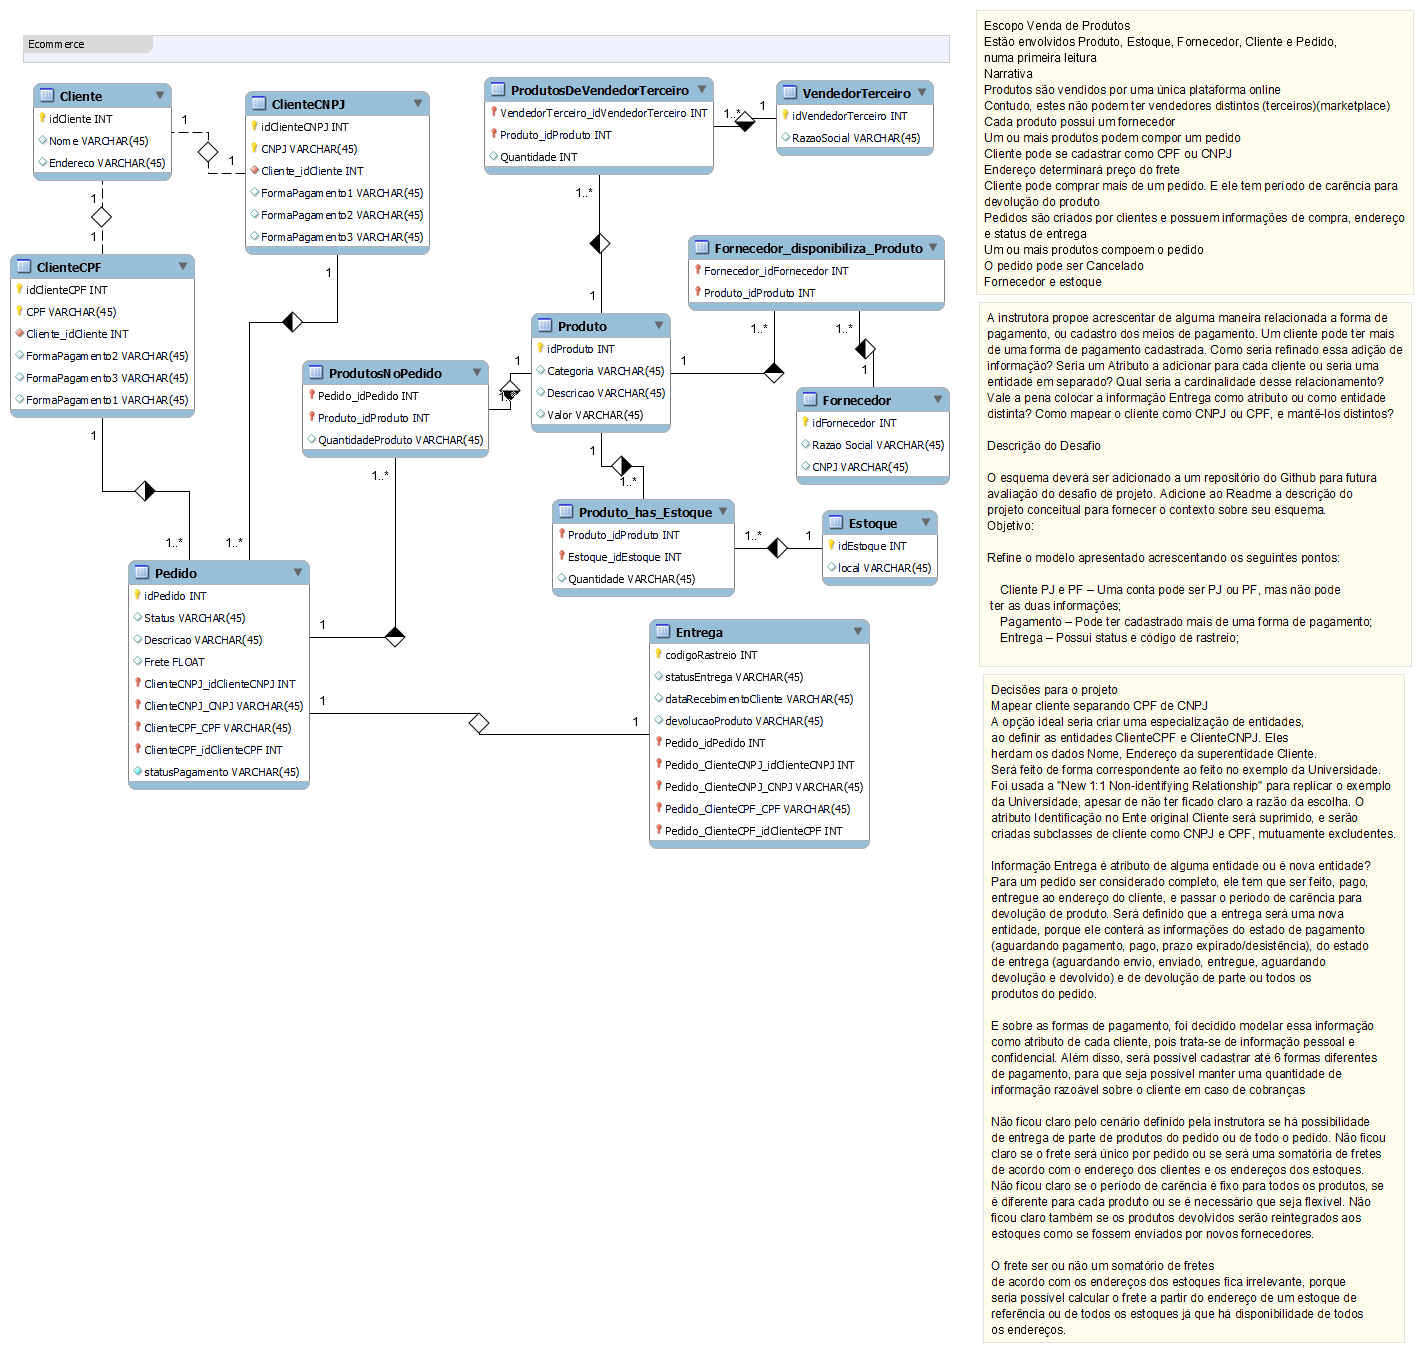 Ecommerce
Cliente
idCliente INT
Nome VARCHAR(45)
Endereco VARCHAR(45)
1
1
1
1
ClienteCNPJ
idClienteCNPJ INT
CNPJ VARCHAR(45)
Cliente_idCliente INT
FormaPagamento1 VARCHAR(45)
FormaPagamento2 VARCHAR(45)
FormaPagamento3 VARCHAR(45)
1
1..*
ClienteCPF
idClienteCPF INT
CPF VARCHAR(45)
Cliente_idCliente INT
FormaPagamento2 VARCHAR(45)
FormaPagamento3 VARCHAR(45)
FormaPagamento1 VARCHAR(45)
1
1..*
ProdutosDeVendedorTerceiro
VendedorTerceiro_idVendedorTerceiro INT
Produto_idProduto INT
Quantidade INT
1..*
1
1..*
1
VendedorTerceiro
idVendedorTerceiro INT
RazaoSocial VARCHAR(45)
Fornecedor_disponibiliza_Produto
Fornecedor_idFornecedor INT
Produto_idProduto INT
1..*
1
1..*
1
Produto
idProduto INT
Categoria VARCHAR(45)
Descricao VARCHAR(45)
Valor VARCHAR(45)
1
1..*
1
1..*
ProdutosNoPedido
Pedido_idPedido INT
Produto_idProduto INT
QuantidadeProduto VARCHAR(45)
1..*
1
Fornecedor
idFornecedor INT
Razao Social VARCHAR(45)
CNPJ VARCHAR(45)
Produto_has_Estoque
Produto_idProduto INT
Estoque_idEstoque INT
Quantidade VARCHAR(45)
1..*
1
Estoque
idEstoque INT
local VARCHAR(45)
Pedido
idPedido INT
Status VARCHAR(45)
Descricao VARCHAR(45)
Frete FLOAT
ClienteCNPJ_idClienteCNPJ INT
ClienteCNPJ_CNPJ VARCHAR(45)
ClienteCPF_CPF VARCHAR(45)
ClienteCPF_idClienteCPF INT
statusPagamento VARCHAR(45)
1
1
Entrega
codigoRastreio INT
statusEntrega VARCHAR(45)
dataRecebimentoCliente VARCHAR(45)
devolucaoProduto VARCHAR(45)
Pedido_idPedido INT
Pedido_ClienteCNPJ_idClienteCNPJ INT
Pedido_ClienteCNPJ_CNPJ VARCHAR(45)
Pedido_ClienteCPF_CPF VARCHAR(45)
Pedido_ClienteCPF_idClienteCPF INT
Escopo Venda de Produtos
Estão envolvidos Produto, Estoque, Fornecedor, Cliente e Pedido,
numa primeira leitura
Narrativa
Produtos são vendidos por uma única plataforma online
Contudo, estes não podem ter vendedores distintos (terceiros)(marketplace)
Cada produto possui um fornecedor
Um ou mais produtos podem compor um pedido
Cliente pode se cadastrar como CPF ou CNPJ
Endereço determinará preço do frete
Cliente pode comprar mais de um pedido. E ele tem período de carência para
devolução do produto
Pedidos são criados por clientes e possuem informações de compra, endereço
e status de entrega
Um ou mais produtos compoem o pedido
O pedido pode ser Cancelado
Fornecedor e estoque
A instrutora propoe acrescentar de alguma maneira relacionada a forma de
pagamento, ou cadastro dos meios de pagamento. Um cliente pode ter mais
de uma forma de pagamento cadastrada. Como seria refinado essa adição de
informação? Seria um Atributo a adicionar para cada cliente ou seria uma
entidade em separado? Qual seria a cardinalidade desse relacionamento?
Vale a pena colocar a informação Entrega como atributo ou como entidade
distinta? Como mapear o cliente como CNPJ ou CPF, e mantê-los distintos?
Descrição do Desafio
O esquema deverá ser adicionado a um repositório do Github para futura
avaliação do desafio de projeto. Adicione ao Readme a descrição do
projeto conceitual para fornecer o contexto sobre seu esquema.
Objetivo:
Refine o modelo apresentado acrescentando os seguintes pontos:
Cliente PJ e PF – Uma conta pode ser PJ ou PF, mas não pode
ter as duas informações;
Pagamento – Pode ter cadastrado mais de uma forma de pagamento;
Entrega – Possui status e código de rastreio;
Decisões para o projeto
Mapear cliente separando CPF de CNPJ
A opção ideal seria criar uma especialização de entidades,
ao definir as entidades ClienteCPF e ClienteCNPJ. Eles
herdam os dados Nome, Endereço da superentidade Cliente.
Será feito de forma correspondente ao feito no exemplo da Universidade.
Foi usada a "New 1:1 Non-identifying Relationship" para replicar o exemplo
da Universidade, apesar de não ter ficado claro a razão da escolha. O
atributo Identificação no Ente original Cliente será suprimido, e serão
criadas subclasses de cliente como CNPJ e CPF, mutuamente excludentes.
Informação Entrega é atributo de alguma entidade ou é nova entidade?
Para um pedido ser considerado completo, ele tem que ser feito, pago,
entregue ao endereço do cliente, e passar o periodo de carência para
devolução de produto. Será definido que a entrega será uma nova
entidade, porque ele conterá as informações do estado de pagamento
(aguardando pagamento, pago, prazo expirado/desistência), do estado
de entrega (aguardando envio, enviado, entregue, aguardando
devolução e devolvido) e de devolução de parte ou todos os
produtos do pedido.
E sobre as formas de pagamento, foi decidido modelar essa informação
como atributo de cada cliente, pois trata-se de informação pessoal e
confidencial. Além disso, será possível cadastrar até 6 formas diferentes
de pagamento, para que seja possível manter uma quantidade de
informação razoável sobre o cliente em caso de cobranças
Não ficou claro pelo cenário definido pela instrutora se há possibilidade
de entrega de parte de produtos do pedido ou de todo o pedido. Não ficou
claro se o frete será único por pedido ou se será uma somatória de fretes
de acordo com o endereço dos clientes e os endereços dos estoques.
Não ficou claro se o período de carência é fixo para todos os produtos, se
é diferente para cada produto ou se é necessário que seja flexível. Não
ficou claro também se os produtos devolvidos serão reintegrados aos
estoques como se fossem enviados por novos fornecedores.
O frete ser ou não um somatório de fretes
de acordo com os endereços dos estoques fica irrelevante, porque
seria possível calcular o frete a partir do endereço de um estoque de
referência ou de todos os estoques já que há disponibilidade de todos
os endereços.